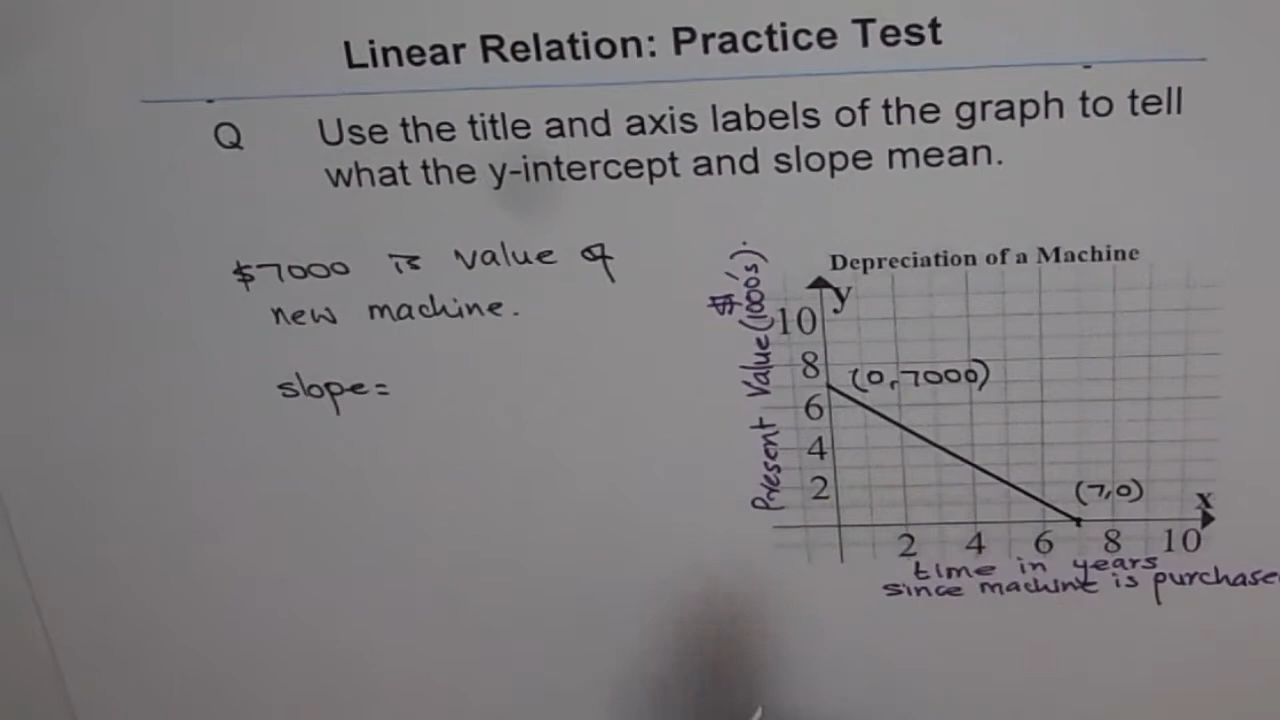 Linear Relation: Practice Test
Q Use the title and axis labels of the graph to tell
what the y-intercept and slope mean.
$7000 is value of
new machine.
slope=
Depreciation of a Machine
Present Value ($1000's).
y
10
8
6
4
2
(0,7000)
(7,0)
x
2 4 6 8 10
time in years
since machine is purchase